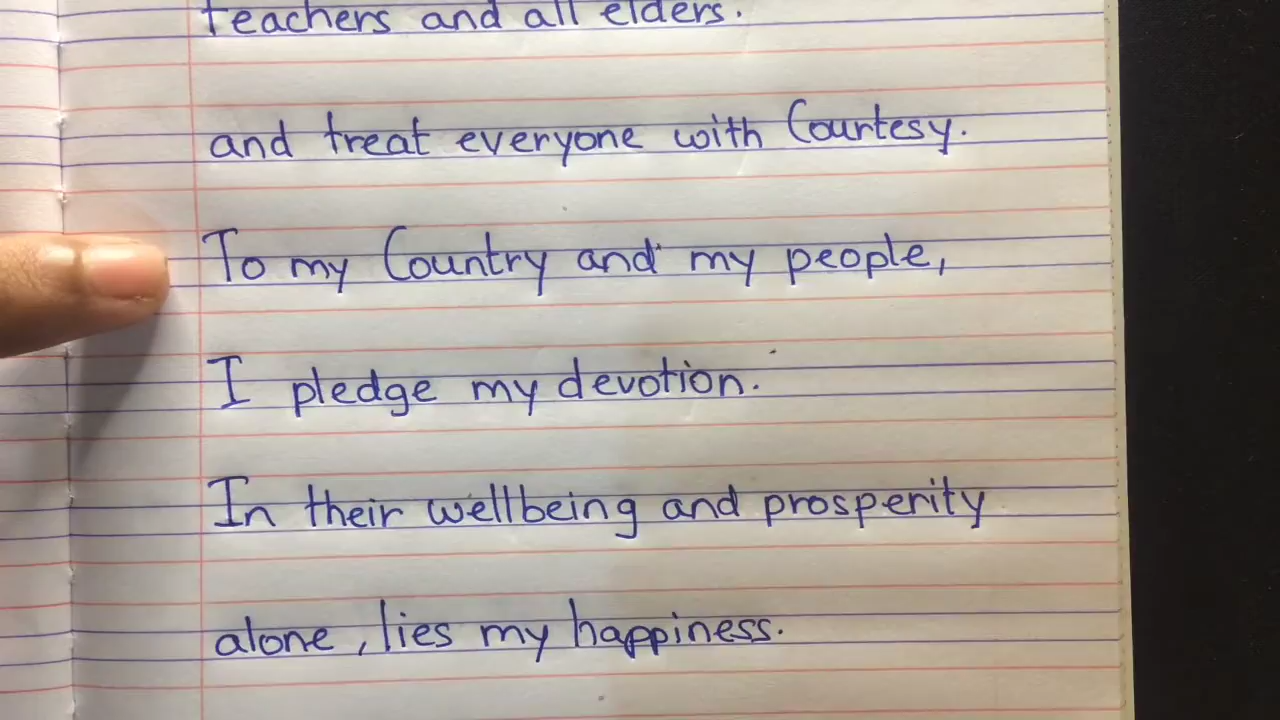 teachers and all elders.
and treat everyone with Courtesy.
To my Country and my people,
I pledge my devotion.
In their wellbeing and prosperity
alone, lies my happiness.